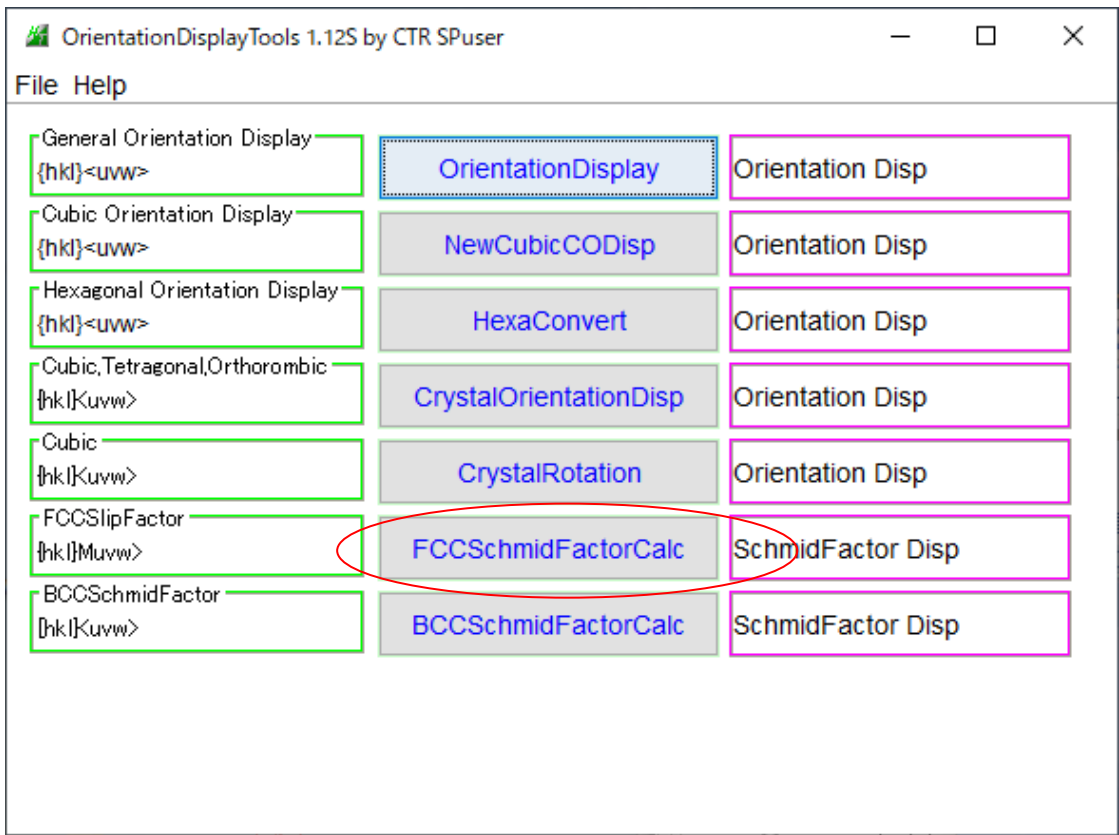 OrientationDisplayTools 1.12S by CTR SPuser
File Help
General Orientation Display
{hkl}<uvw>
OrientationDisplay
Orientation Disp
Cubic Orientation Display
{hkl}<uvw>
NewCubicCODisp
Orientation Disp
Hexagonal Orientation Display
{hkl}<uvw>
HexaConvert
Orientation Disp
Cubic,Tetragonal,Orthorombic
{hkl}<uvw>
CrystalOrientationDisp
Orientation Disp
Cubic
{hkl}<uvw>
CrystalRotation
Orientation Disp
FCCSlipFactor
{hkl}Muvw>
FCCSchmidFactorCalc
SchmidFactor Disp
BCCSchmidFactor
[hkl]<uvw>
BCCSchmidFactorCalc
SchmidFactor Disp